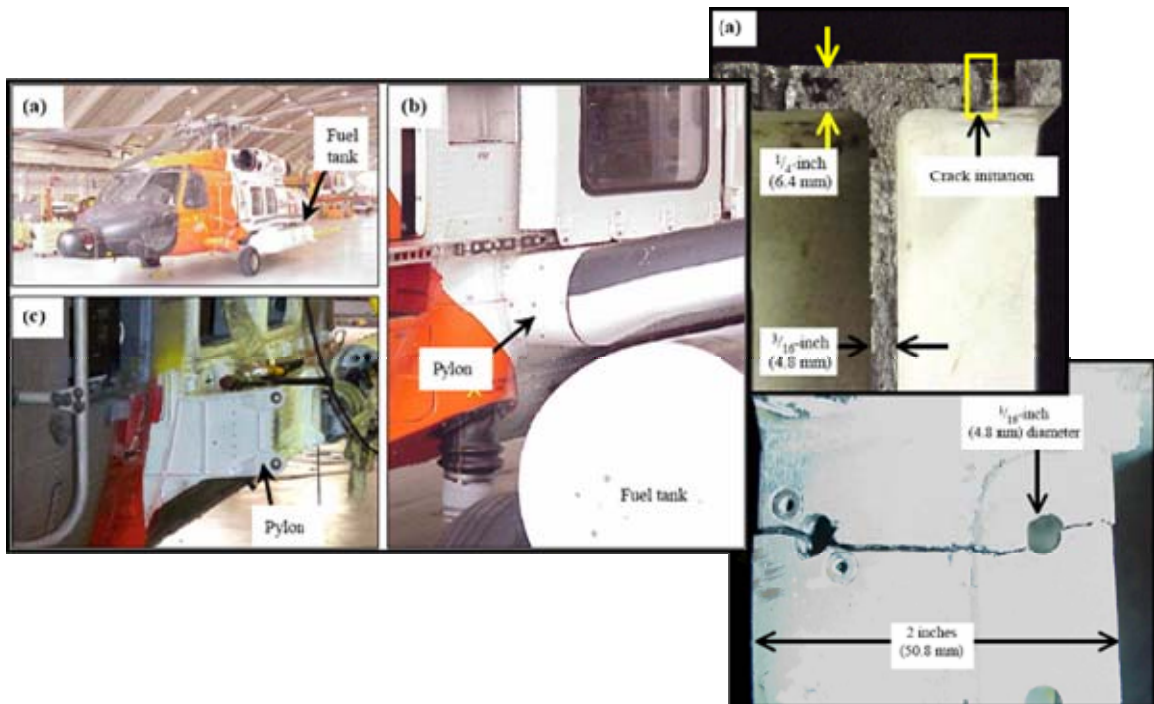 (a)
Fuel
tank
(b)
Pylon
Fuel tank
(c)
Pylon
(a)
1/4-inch
(6.4 mm)
Crack initiation
3/16-inch
(4.8 mm)
1/16-inch
(4.8 mm) diameter
2 inches
(50.8 mm)